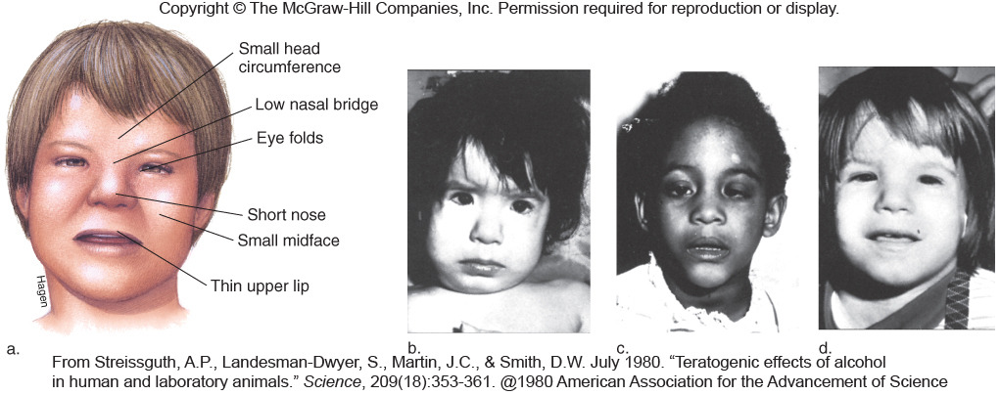 Copyright © The McGraw-Hill Companies, Inc. Permission required for reproduction or display.
Small head
circumference
Low nasal bridge
Eye folds
Short nose
Small midface
Thin upper lip
Hagen
a.
b.
c.
d.
From Streissguth, A.P., Landesman-Dwyer, S., Martin, J.C., & Smith, D.W. July 1980. “Teratogenic effects of alcohol
in human and laboratory animals.” Science, 209(18):353-361. @1980 American Association for the Advancement of Science